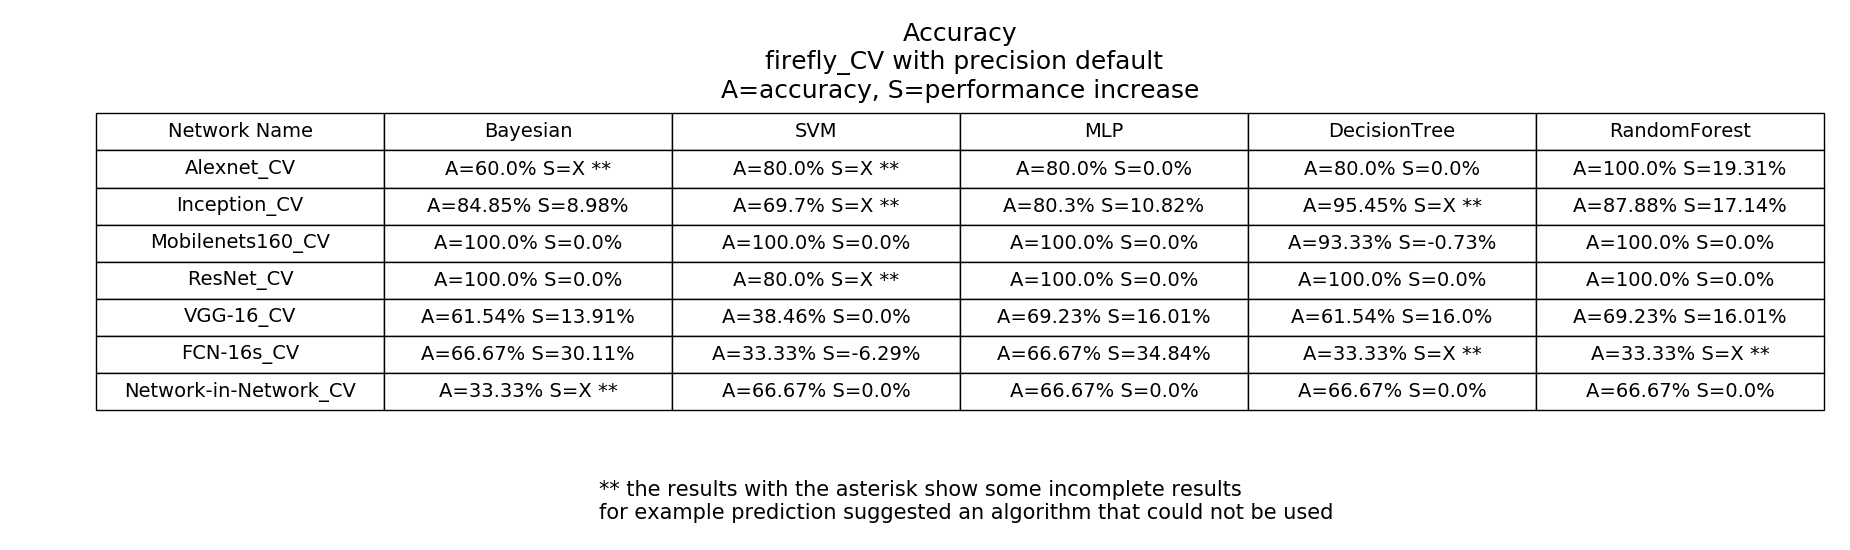 Accuracy
firefly_CV with precision default
A=accuracy, S=performance increase
Network Name Bayesian SVM MLP DecisionTree RandomForest
Alexnet_CV A=60.0% S=X ** A=80.0% S=X ** A=80.0% S=0.0% A=80.0% S=0.0% A=100.0% S=19.31%
Inception_CV A=84.85% S=8.98% A=69.7% S=X ** A=80.3% S=10.82% A=95.45% S=X ** A=87.88% S=17.14%
Mobilenets160_CV A=100.0% S=0.0% A=100.0% S=0.0% A=100.0% S=0.0% A=93.33% S=-0.73% A=100.0% S=0.0%
ResNet_CV A=100.0% S=0.0% A=80.0% S=X ** A=100.0% S=0.0% A=100.0% S=0.0% A=100.0% S=0.0%
VGG-16_CV A=61.54% S=13.91% A=38.46% S=0.0% A=69.23% S=16.01% A=61.54% S=16.0% A=69.23% S=16.01%
FCN-16s_CV A=66.67% S=30.11% A=33.33% S=-6.29% A=66.67% S=34.84% A=33.33% S=X ** A=33.33% S=X **
Network-in-Network_CV A=33.33% S=X ** A=66.67% S=0.0% A=66.67% S=0.0% A=66.67% S=0.0% A=66.67% S=0.0%
** the results with the asterisk show some incomplete results
for example prediction suggested an algorithm that could not be used